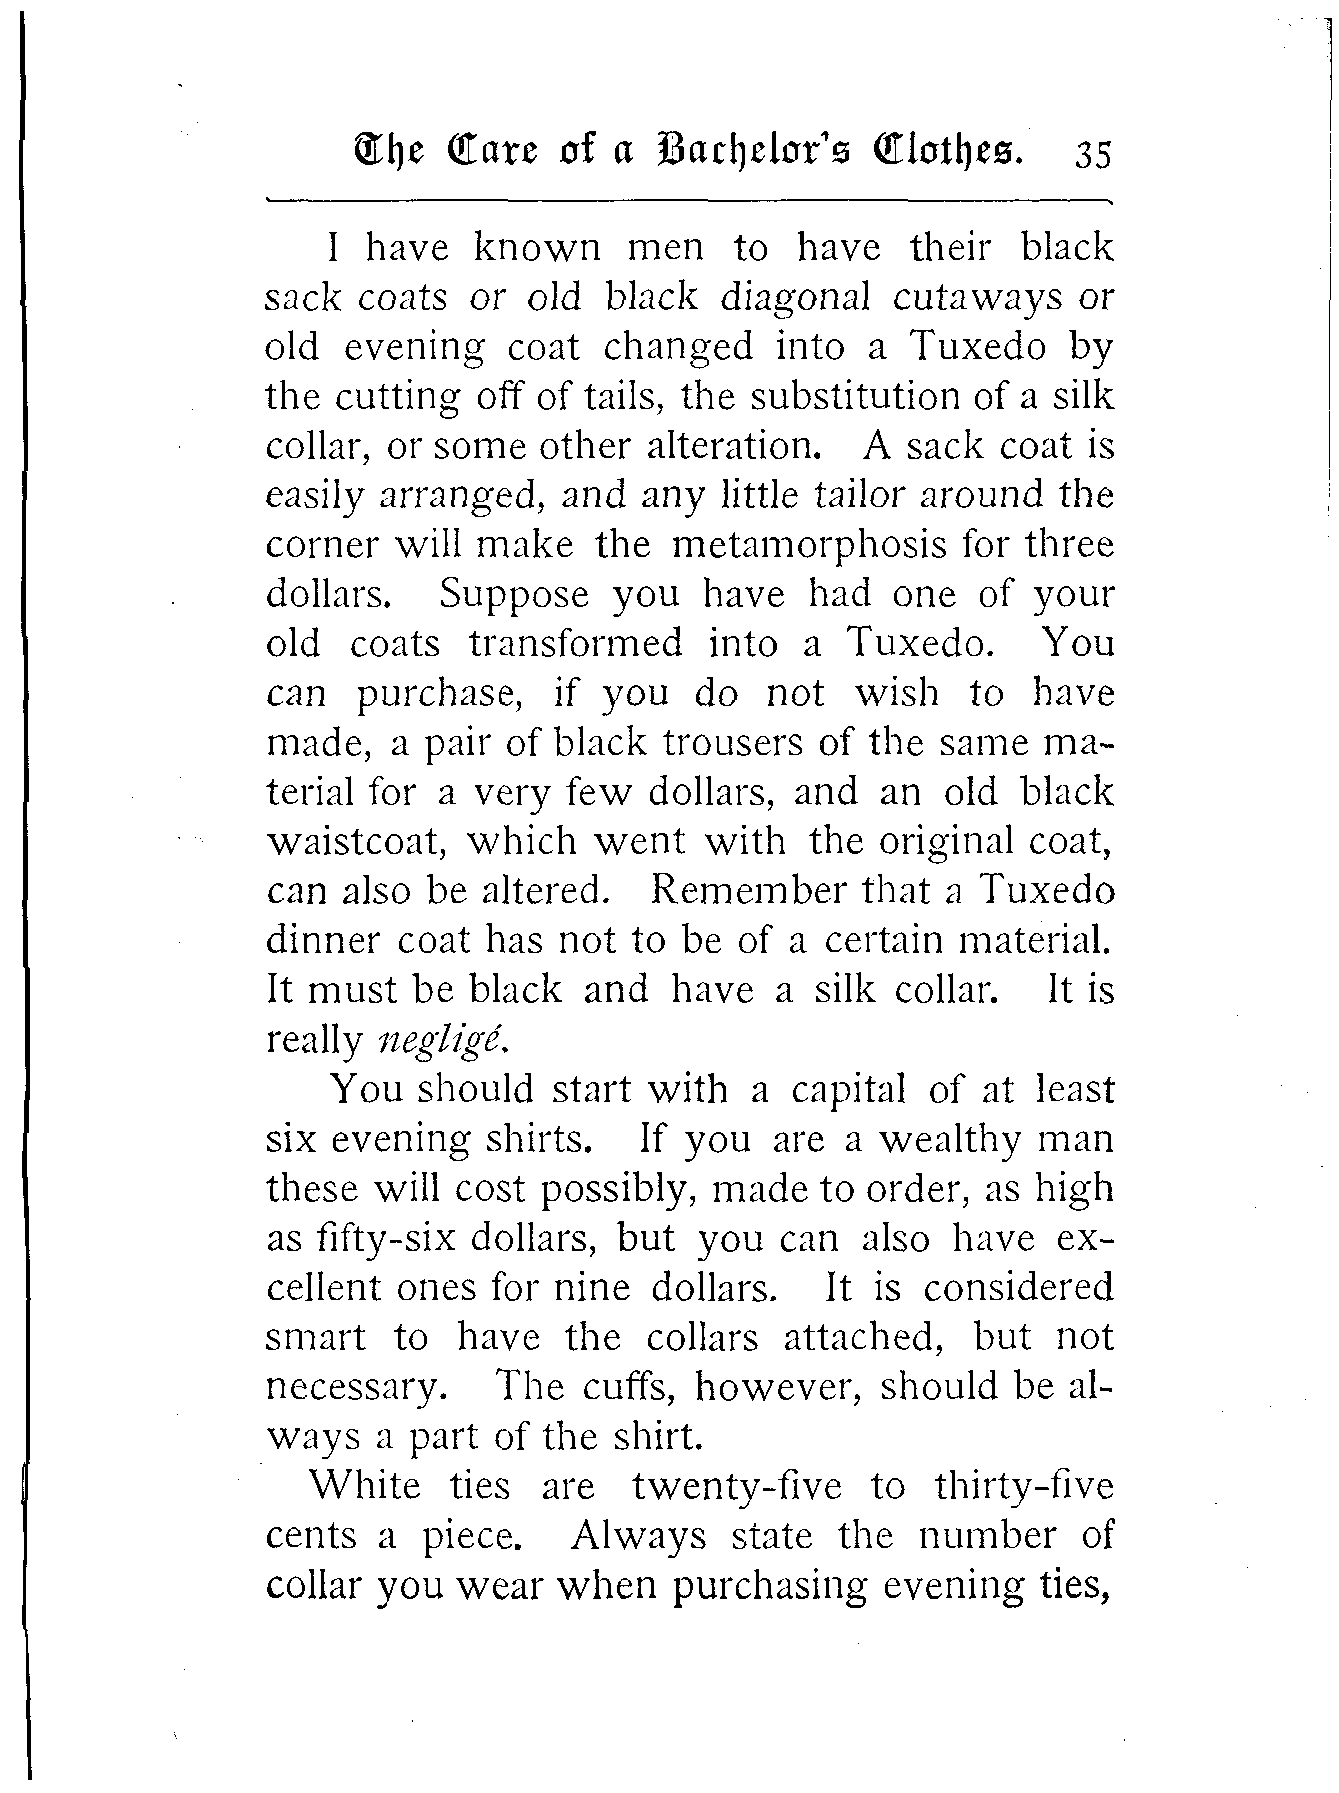 The Care of a Bachelor's Clothes. 35
I have known men to have their black
sack coats or old black diagonal cutaways or
old evening coat changed into a Tuxedo by
the cutting off of tails, the substitution of a silk
collar, or some other alteration. A sack coat is
easily arranged, and any little tailor around the
corner will make the metamorphosis for three
dollars. Suppose you have had one of your
old coats transformed into a Tuxedo. You
can purchase, if you do not wish to have
made, a pair of black trousers of the same ma-
terial for a very few dollars, and an old black
waistcoat, which went with the original coat,
can also be altered. Remember that a Tuxedo
dinner coat has not to be of a certain material.
It must be black and have a silk collar. It is
really negligé.
You should start with a capital of at least
six evening shirts. If you are a wealthy man
these will cost possibly, made to order, as high
as fifty-six dollars, but you can also have ex-
cellent ones for nine dollars. It is considered
smart to have the collars attached, but not
necessary. The cuffs, however, should be al-
ways a part of the shirt.
White ties are twenty-five to thirty-five
cents a piece. Always state the number of
collar you wear when purchasing evening ties,